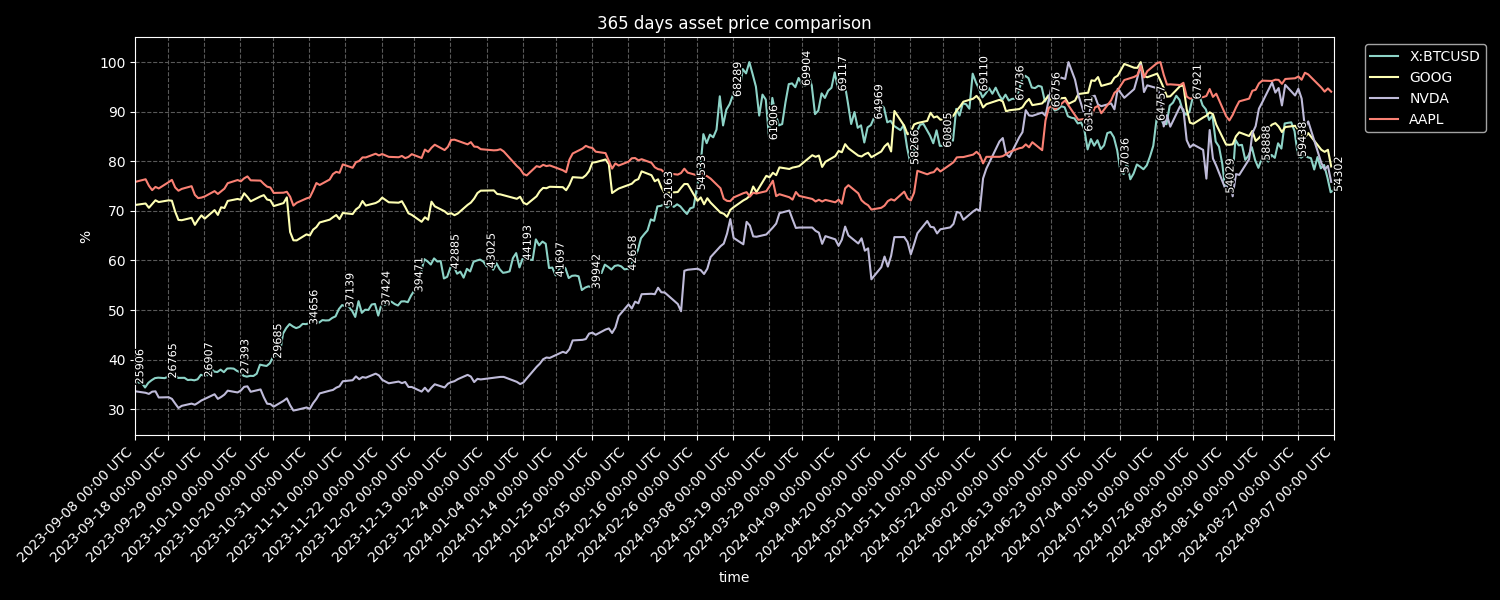 365 days asset price comparison
X:BTCUSD
GOOG
NVDA
AAPL
%
100
90
80
70
60
50
40
30
25906
26765
26907
27393
29685
34656
37139
37424
39471
42885
43025
44193
41697
39942
42658
52163
54533
68289
61906
69904
69117
64969
58266
60805
69110
67736
66756
63171
57036
64757
67921
54029
58888
59438
54302
2023-09-08 00:00 UTC
2023-09-18 00:00 UTC
2023-09-29 00:00 UTC
2023-10-10 00:00 UTC
2023-10-20 00:00 UTC
2023-10-31 00:00 UTC
2023-11-11 00:00 UTC
2023-11-22 00:00 UTC
2023-12-02 00:00 UTC
2023-12-13 00:00 UTC
2023-12-24 00:00 UTC
2024-01-04 00:00 UTC
2024-01-14 00:00 UTC
2024-01-25 00:00 UTC
2024-02-05 00:00 UTC
2024-02-16 00:00 UTC
2024-02-26 00:00 UTC
2024-03-08 00:00 UTC
2024-03-19 00:00 UTC
2024-03-29 00:00 UTC
2024-04-09 00:00 UTC
2024-04-20 00:00 UTC
2024-05-01 00:00 UTC
2024-05-11 00:00 UTC
2024-05-22 00:00 UTC
2024-06-02 00:00 UTC
2024-06-13 00:00 UTC
2024-06-23 00:00 UTC
2024-07-04 00:00 UTC
2024-07-15 00:00 UTC
2024-07-26 00:00 UTC
2024-08-05 00:00 UTC
2024-08-16 00:00 UTC
2024-08-27 00:00 UTC
2024-09-07 00:00 UTC
time